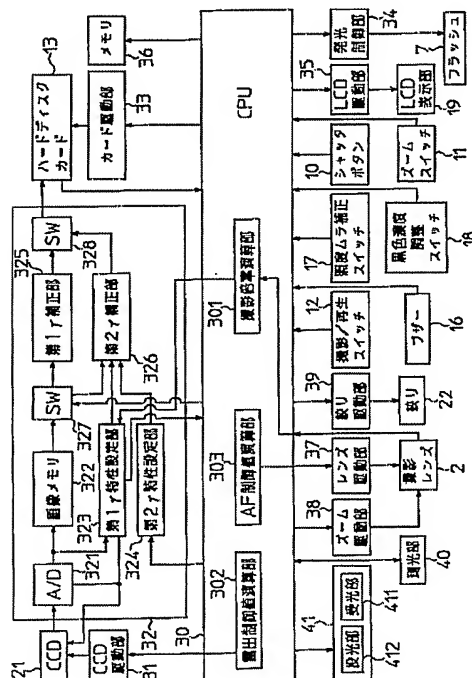 13
ハードディスクカード
36
メモリ
33
カード駆動部
34
発光制御部
7
フラッシュ
35
LCD駆動部
LCD表示部
19
CPU
10
シャッタボタン
ズームスイッチ
11
17
照度ムラ補正スイッチ
黒色濃度調整スイッチ
18
12
撮影/再生スイッチ
ブザー
16
39
絞り駆動部
絞り
22
37
レンズ駆動部
撮影レンズ
2
38
ズーム駆動部
測光部
40
41
受光部
411
投光部
412
SW
328
325
第1γ補正部
第2γ補正部
326
SW
327
画像メモリ
322
第1γ特性設定部
323
第2γ特性設定部
324
A/D
321
CCD
21
32
CCD駆動部
31
30
301
撮影倍率演算部
303
AF制御値演算部
302
露出制御値演算部